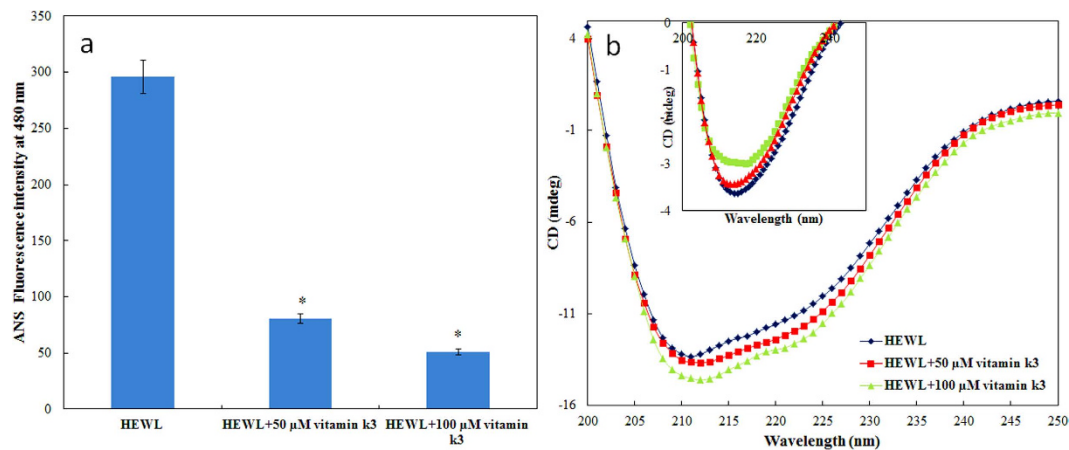 a
ANS Fluorescence Intensity at 480 nm
350
300
250
200
150
100
50
0
*
*
HEWL
HEWL+50 µM vitamin k3
HEWL+100 µM vitamin
k3
b
CD (mdeg)
4
-1
-6
-11
-16
200
205
210
215
220
225
230
235
240
245
250
Wavelength (nm)
200
220
240
0
-1
-2
-3
-4
CD (mdeg)
Wavelength (nm)
HEWL
HEWL+50 µM vitamin k3
HEWL+100 µM vitamin k3